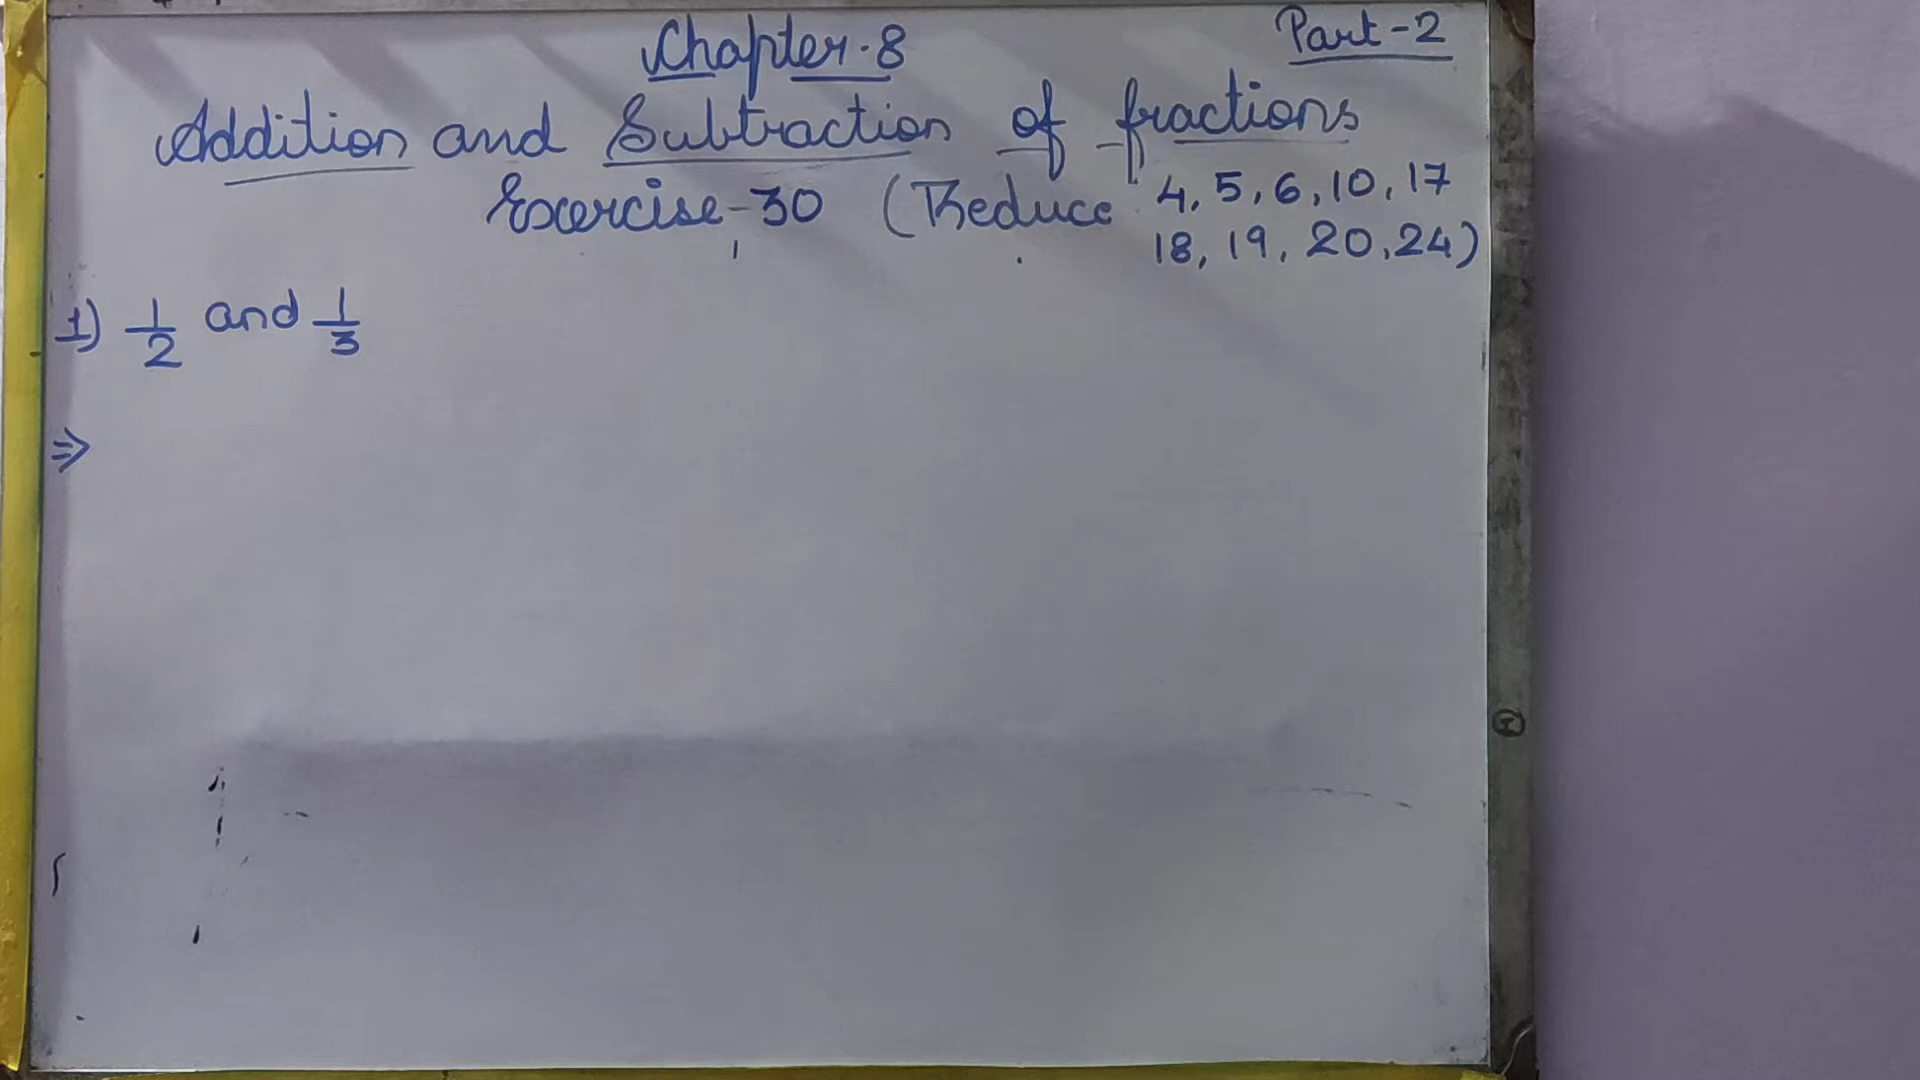 Part-2
Chapter-8
Addition and Subtraction of fractions
Exercise-30 (Reduce 4, 5, 6, 10, 17
18, 19, 20, 24)
1) 1/2 and 1/3
⇒